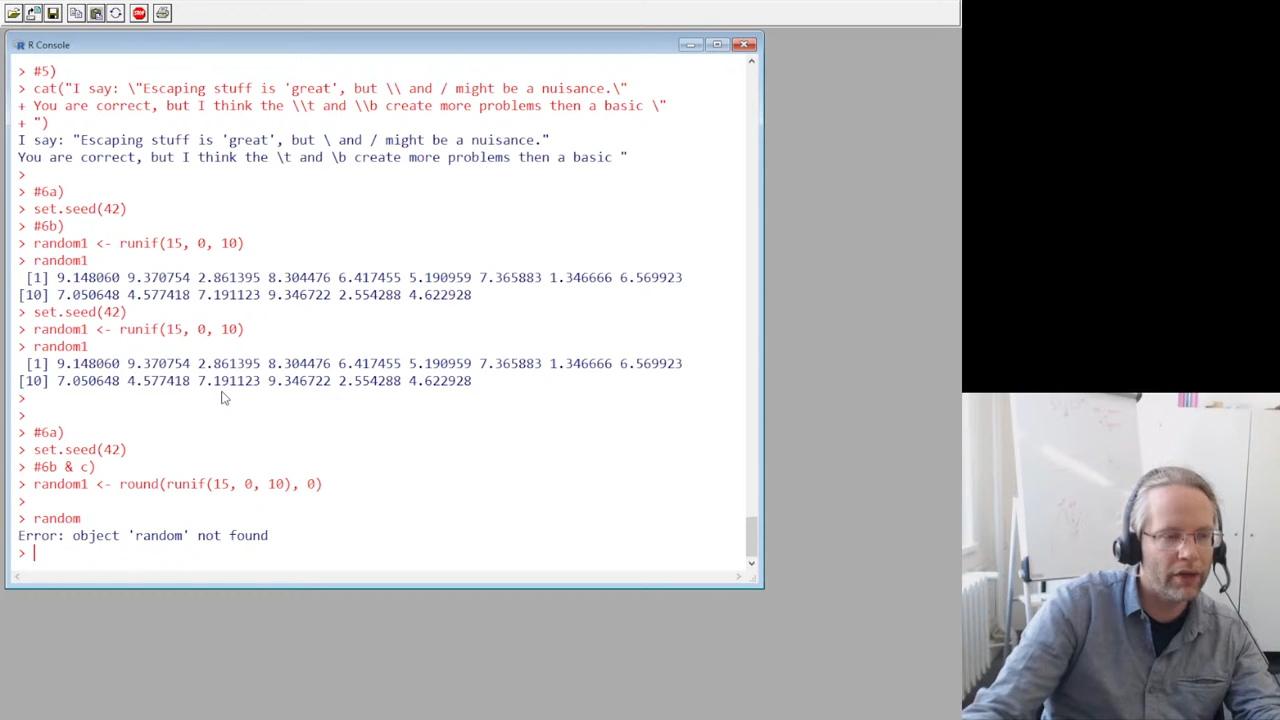 STOP
R Console
> #5)
> cat("I say: \"Escaping stuff is 'great', but \\ and / might be a nuisance.\"
+ You are correct, but I think the \\t and \\b create more problems then a basic \"
+ ")
I say: "Escaping stuff is 'great', but \ and / might be a nuisance."
You are correct, but I think the \t and \b create more problems then a basic "
>
> #6a)
> set.seed(42)
> #6b)
> random1 <- runif(15, 0, 10)
> random1
[1] 9.148060 9.370754 2.861395 8.304476 6.417455 5.190959 7.365883 1.346666 6.569923
[10] 7.050648 4.577418 7.191123 9.346722 2.554288 4.622928
> set.seed(42)
> random1 <- runif(15, 0, 10)
> random1
[1] 9.148060 9.370754 2.861395 8.304476 6.417455 5.190959 7.365883 1.346666 6.569923
[10] 7.050648 4.577418 7.191123 9.346722 2.554288 4.622928
>
>
> #6a)
> set.seed(42)
> #6b & c)
> random1 <- round(runif(15, 0, 10), 0)
>
> random
Error: object 'random' not found
>